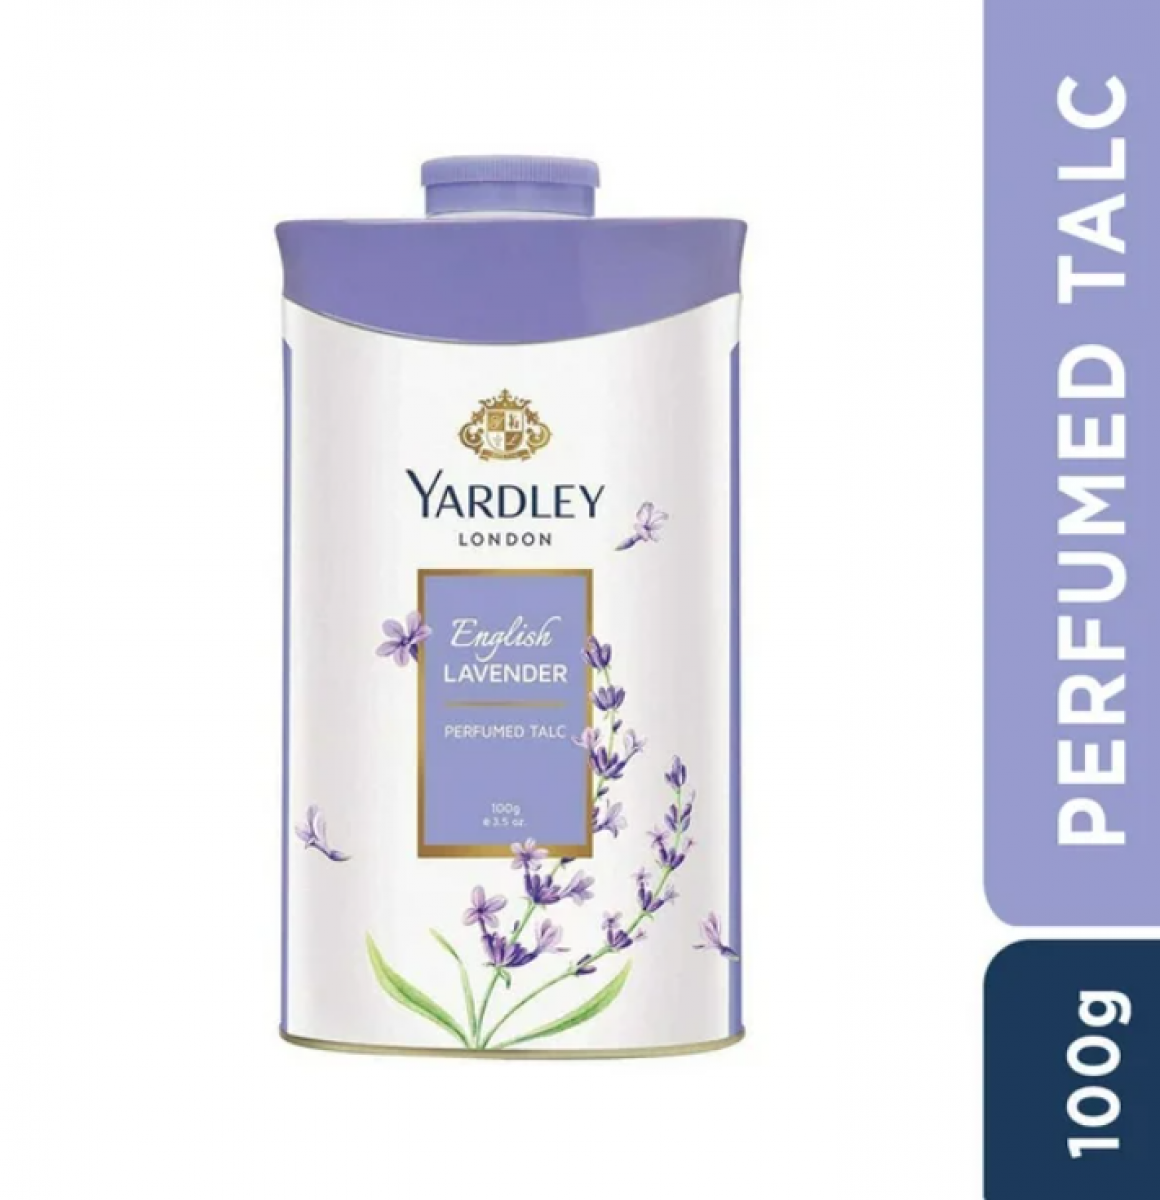 YARDLEY
LONDON
English
LAVENDER
PERFUMED TALC
100g
e 3.5 oz.
PERFUMED TALC
100g